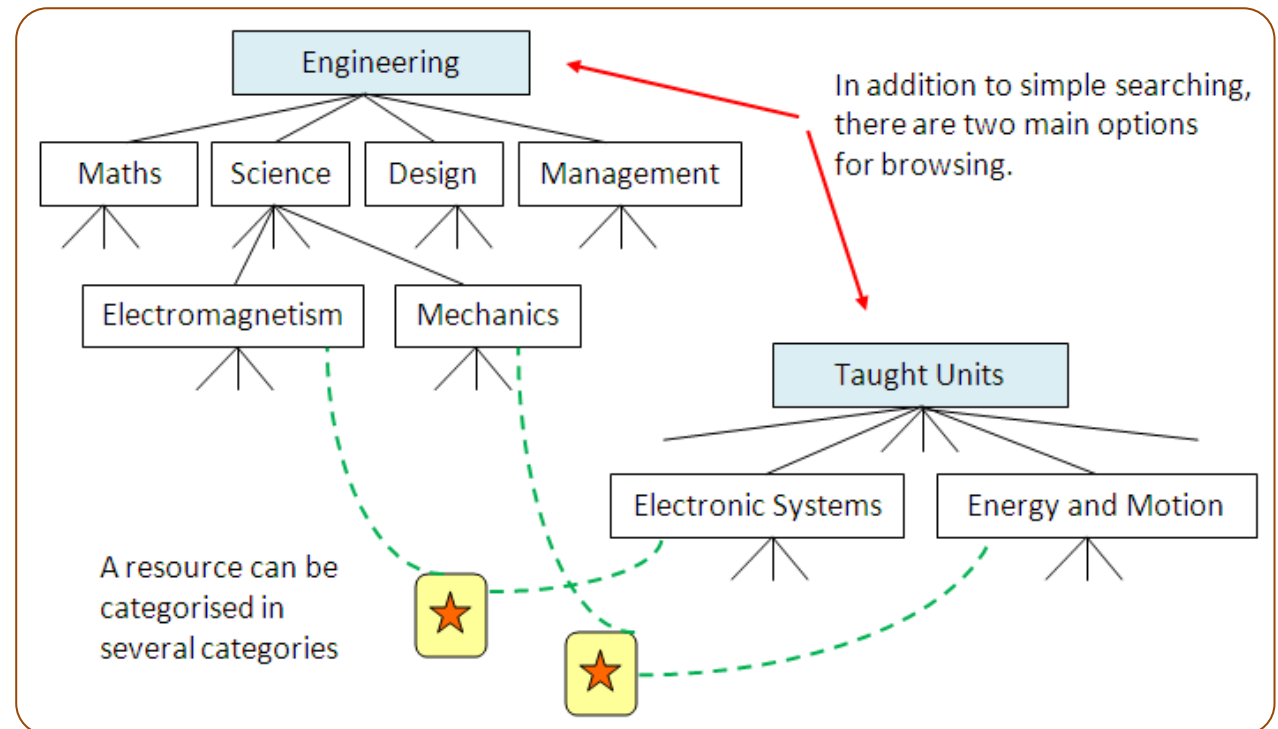 Engineering
In addition to simple searching,
there are two main options
for browsing.
Maths
Science
Design
Management
Electromagnetism
Mechanics
Taught Units
Electronic Systems
Energy and Motion
A resource can be
categorised in
several categories